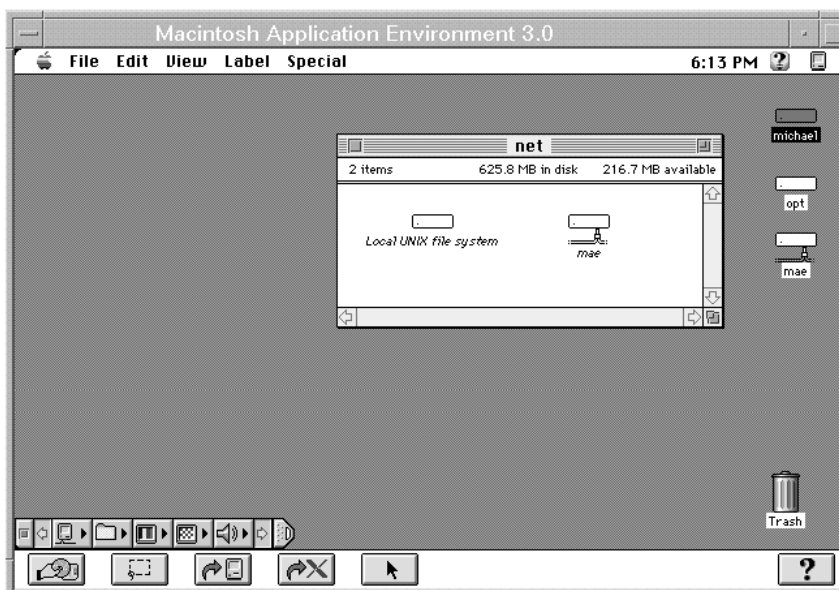 Macintosh Application Environment 3.0
File Edit View Label Special 6:13 PM
michael
net
2 items 625.8 MB in disk 216.7 MB available
opt
Local UNIX file system mae
mae
Trash
?